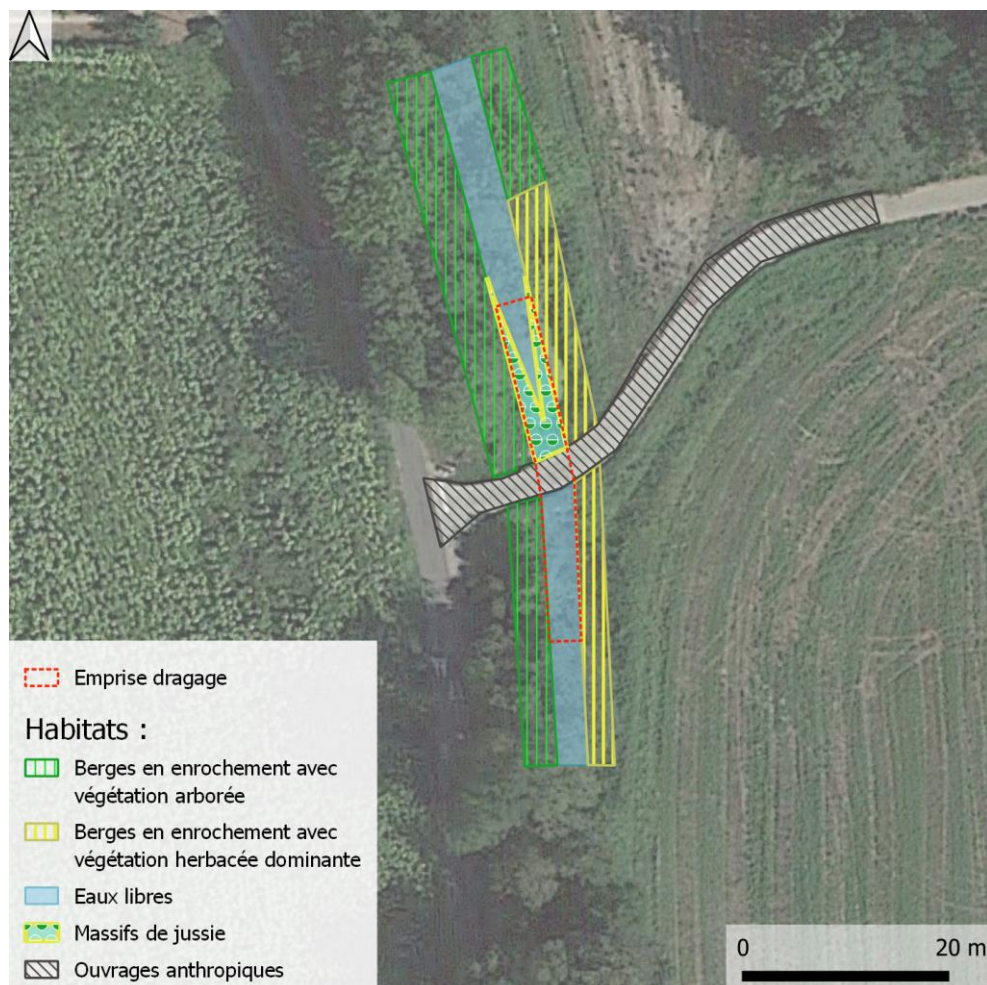 Emprise dragage
Habitats :
Berges en enrochement avec
végétation arborée
Berges en enrochement avec
végétation herbacée dominante
Eaux libres
Massifs de jussie
Ouvrages anthropiques
0 20 m